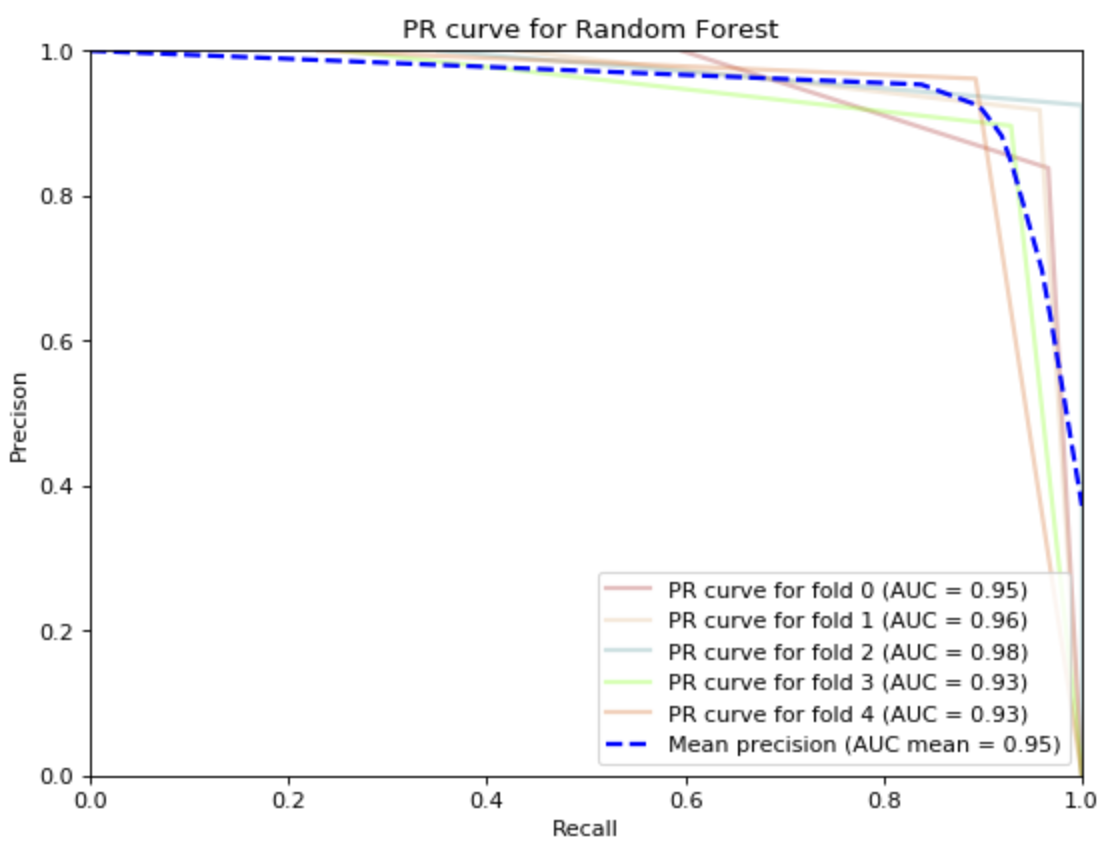 PR curve for Random Forest
1.0
0.8
0.6
0.4
0.2
0.0
Precison
0.0 0.2 0.4 0.6 0.8 1.0
Recall
PR curve for fold 0 (AUC = 0.95)
PR curve for fold 1 (AUC = 0.96)
PR curve for fold 2 (AUC = 0.98)
PR curve for fold 3 (AUC = 0.93)
PR curve for fold 4 (AUC = 0.93)
Mean precision (AUC mean = 0.95)